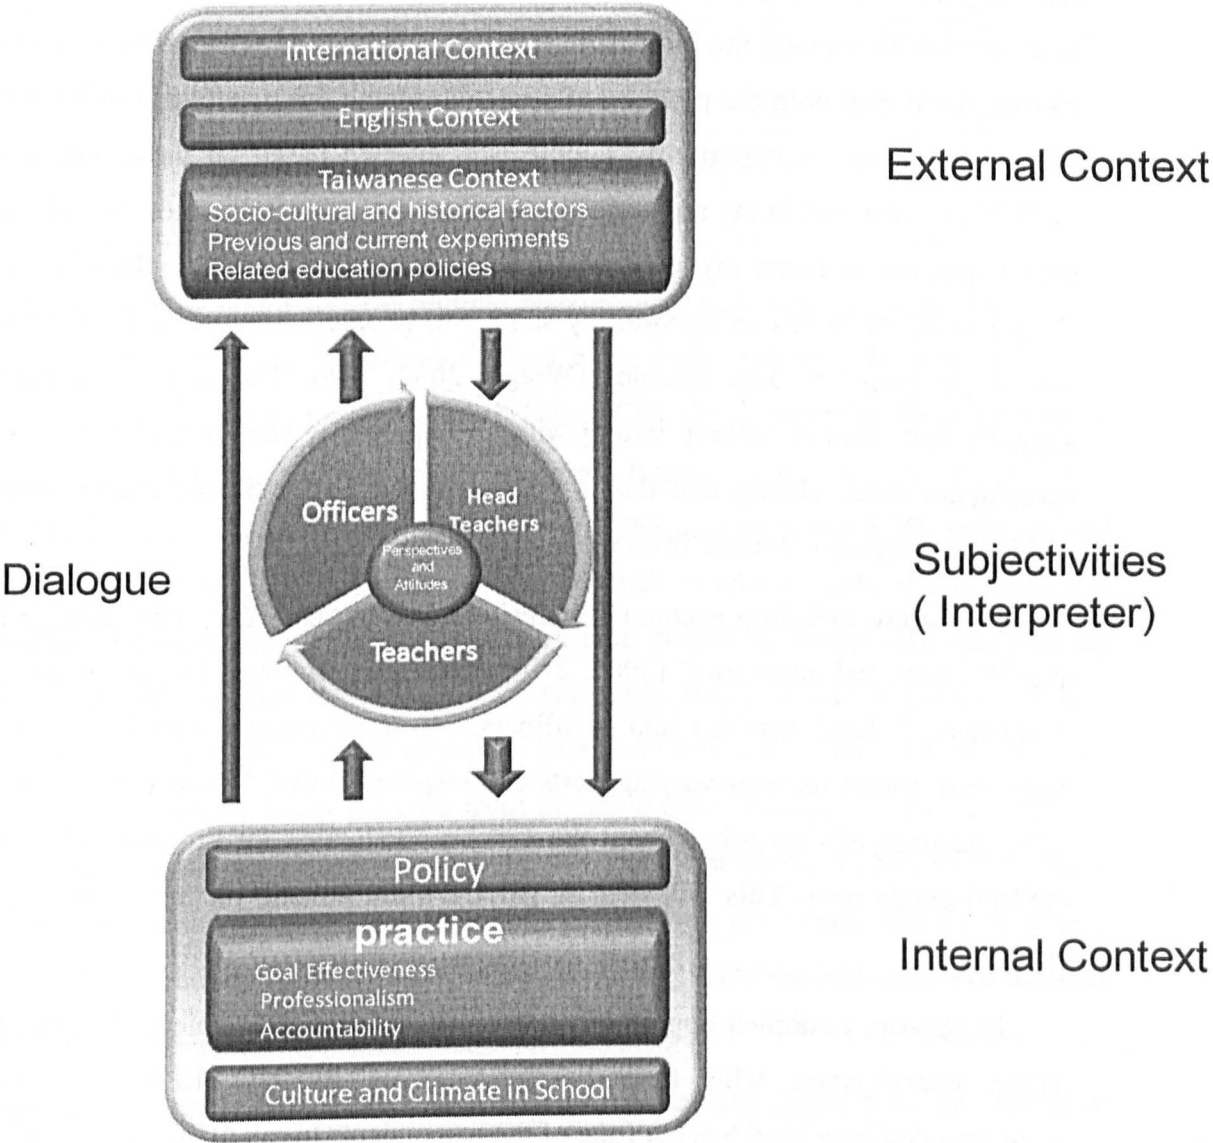 International Context
English Context
Taiwanese Context
Socio-cultural and historical factors
Previous and current experiments
Related education policies
External Context
Officers
Head
Teachers
Perspectives
and
Attitudes
Teachers
Dialogue
Subjectivities
( Interpreter)
Policy
practice
Goal Effectiveness
Professionalism
Accountability
Culture and Climate in School
Internal Context